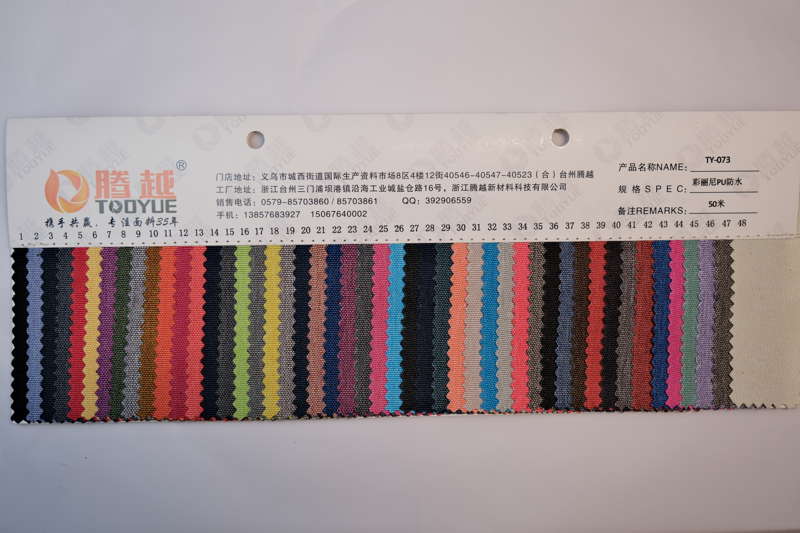 腾越®
TOOYUE
携手共赢，专注面料35年
门店地址：义乌市城西街道国际生产资料市场8区4楼12街40546-40547-40523（合）台州腾越
工厂地址：浙江台州三门浦坝港镇沿海工业城盐仓路16号，浙江腾越新材料科技有限公司
销售电话：0579-85703860 / 85703861 QQ：392906559
手机：13857683927 15067640002
产品名称NAME： TY-073
规格SPEC： 彩丽尼PU防水
备注REMARKS： 50米
1 2 3 4 5 6 7 8 9 10 11 12 13 14 15 16 17 18 19 20 21 22 23 24 25 26 27 28 29 30 31 32 33 34 35 36 37 38 39 40 41 42 43 44 45 46 47 48